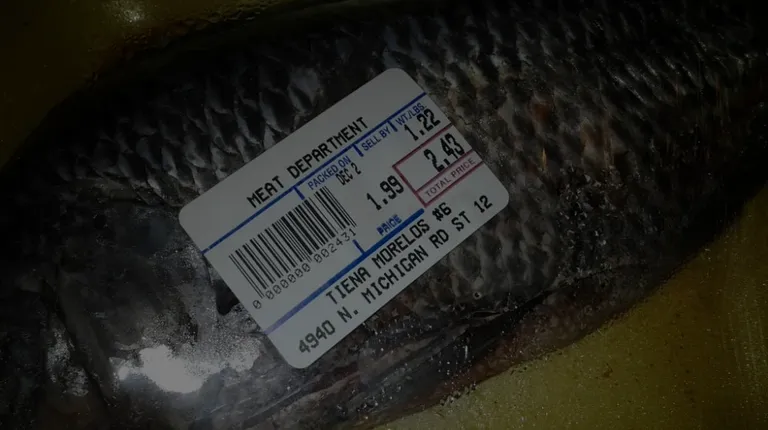 MEAT DEPARTMENT
PACKED ON SELL BY WT/LBS.
DEC 2 1.22
1.99 2.43
PRICE TOTAL PRICE
0 000000 002431
TIENA MORELOS #6
4940 N. MICHIGAN RD ST 12